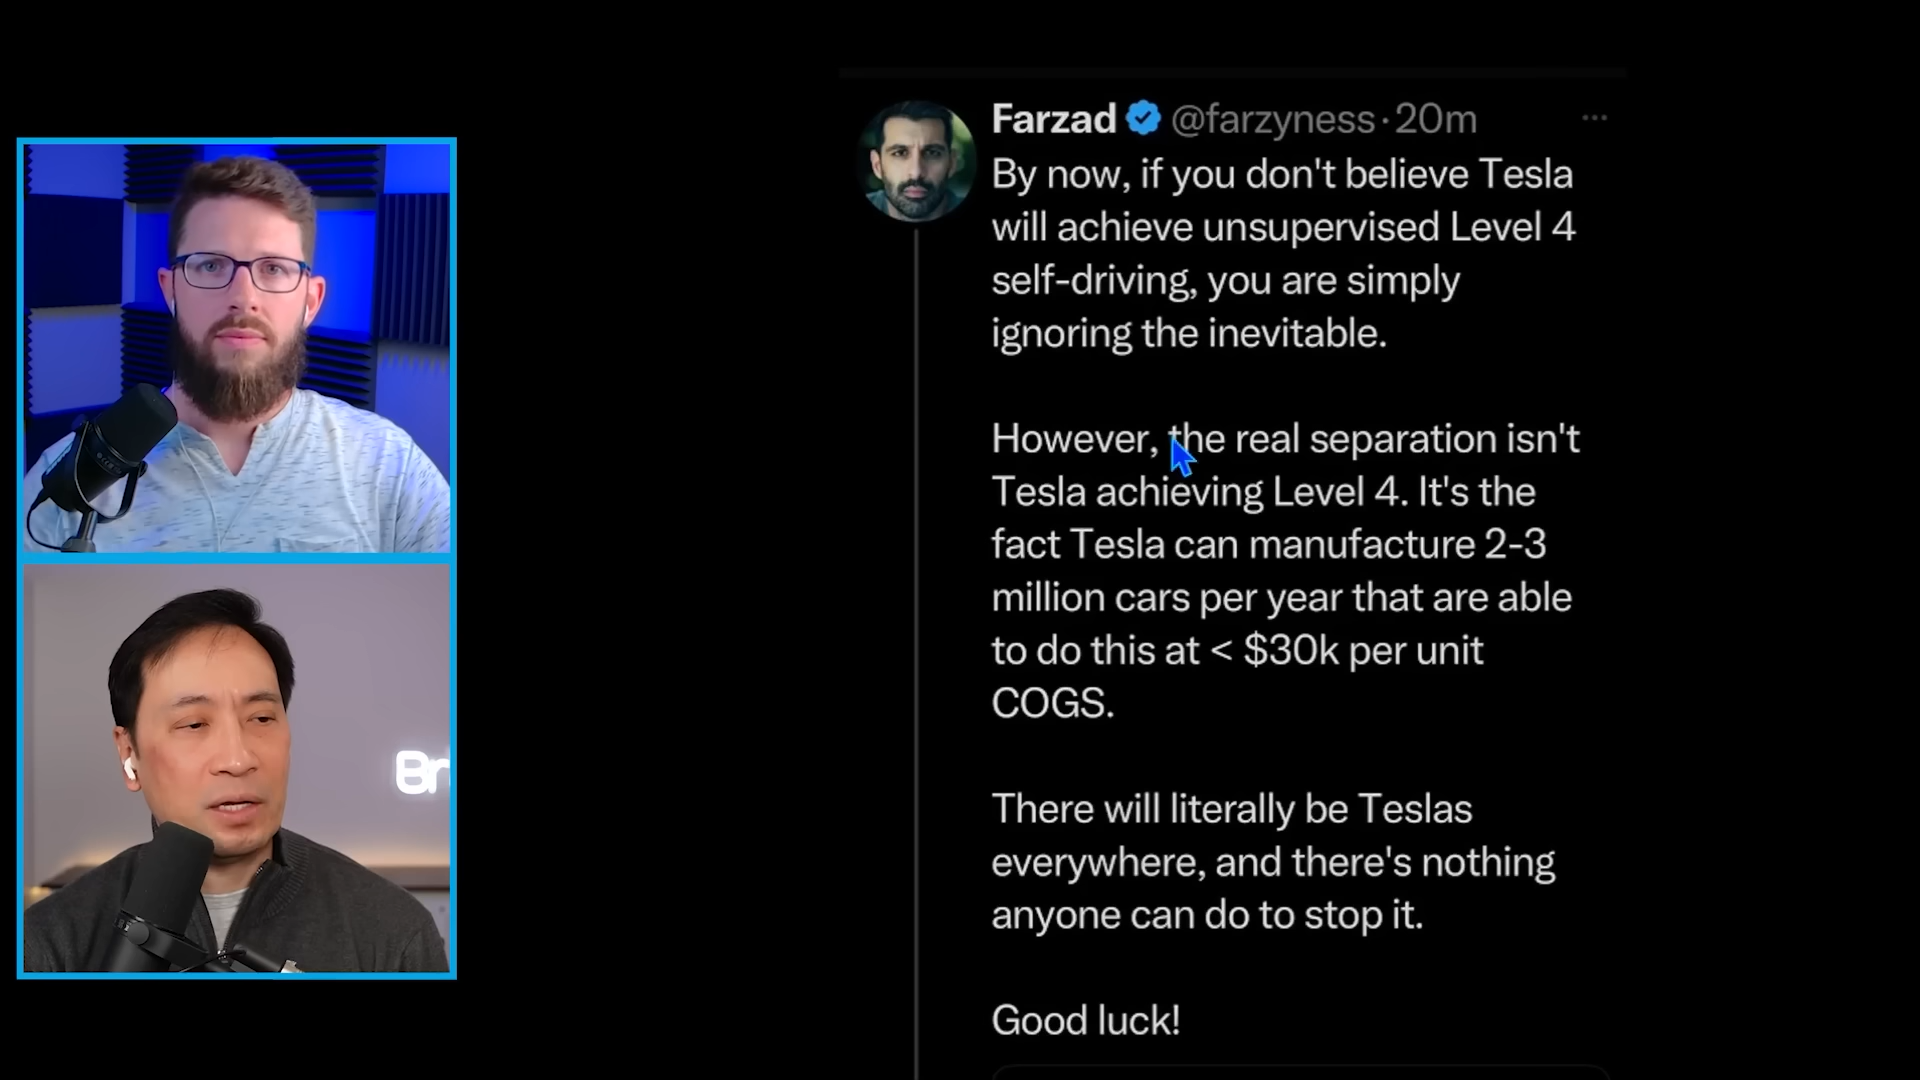 Farzad @farzyness · 20m
By now, if you don't believe Tesla
will achieve unsupervised Level 4
self-driving, you are simply
ignoring the inevitable.
However, the real separation isn't
Tesla achieving Level 4. It's the
fact Tesla can manufacture 2-3
million cars per year that are able
to do this at < $30k per unit
COGS.
There will literally be Teslas
everywhere, and there's nothing
anyone can do to stop it.
Good luck!
Br